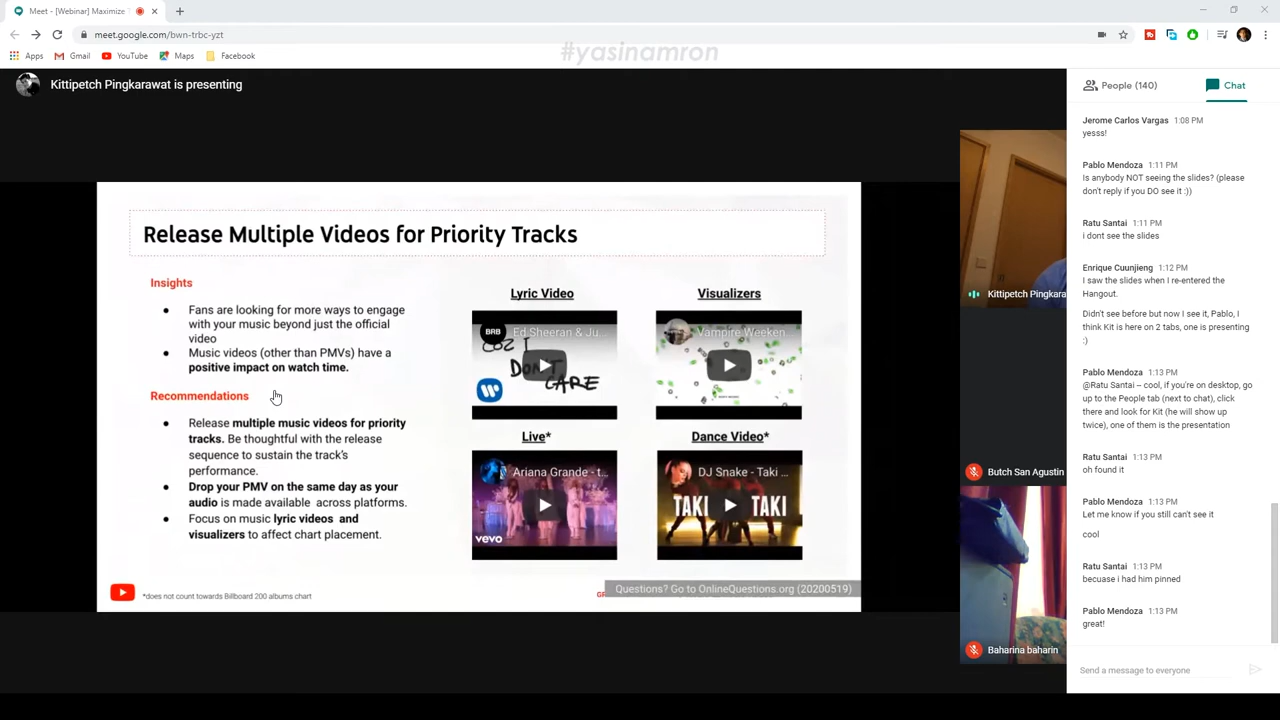 Meet - [Webinar] Maximize
meet.google.com/bwn-trbc-yzt
#yasinamron
Apps
Gmail
YouTube
Maps
Facebook
Kittipetch Pingkarawat is presenting
Release Multiple Videos for Priority Tracks
Insights
● Fans are looking for more ways to engage
with your music beyond just the official
video
● Music videos (other than PMVs) have a
positive impact on watch time.
Recommendations
● Release multiple music videos for priority
tracks. Be thoughtful with the release
sequence to sustain the track's
performance.
● Drop your PMV on the same day as your
audio is made available across platforms.
● Focus on music lyric videos and
visualizers to affect chart placement.
Lyric Video
BRB
Ed Sheeran & Ju
COZ I
DON'T
CARE
Visualizers
Vampire Weeken...
Live*
Ariana Grande - t...
vevo
Dance Video*
DJ Snake - Taki ...
TAKI TAKI
*does not count towards Billboard 200 albums chart
Questions? Go to OnlineQuestions.org (20200519)
Kittipetch Pingkara
Butch San Agustin
Baharina baharin
People (140)
Chat
Jerome Carlos Vargas 1:08 PM
yesss!
Pablo Mendoza 1:11 PM
Is anybody NOT seeing the slides? (please
don't reply if you DO see it :))
Ratu Santai 1:11 PM
i dont see the slides
Enrique Cuunjieng 1:12 PM
I saw the slides when I re-entered the
Hangout.
Didn't see before but now I see it, Pablo, I
think Kit is here on 2 tabs, one is presenting
:)
Pablo Mendoza 1:13 PM
@Ratu Santai – cool, if you're on desktop, go
up to the People tab (next to chat), click
there and look for Kit (he will show up
twice), one of them is the presentation
Ratu Santai 1:13 PM
oh found it
Pablo Mendoza 1:13 PM
Let me know if you still can't see it
cool
Ratu Santai 1:13 PM
becuase i had him pinned
Pablo Mendoza 1:13 PM
great!
Send a message to everyone